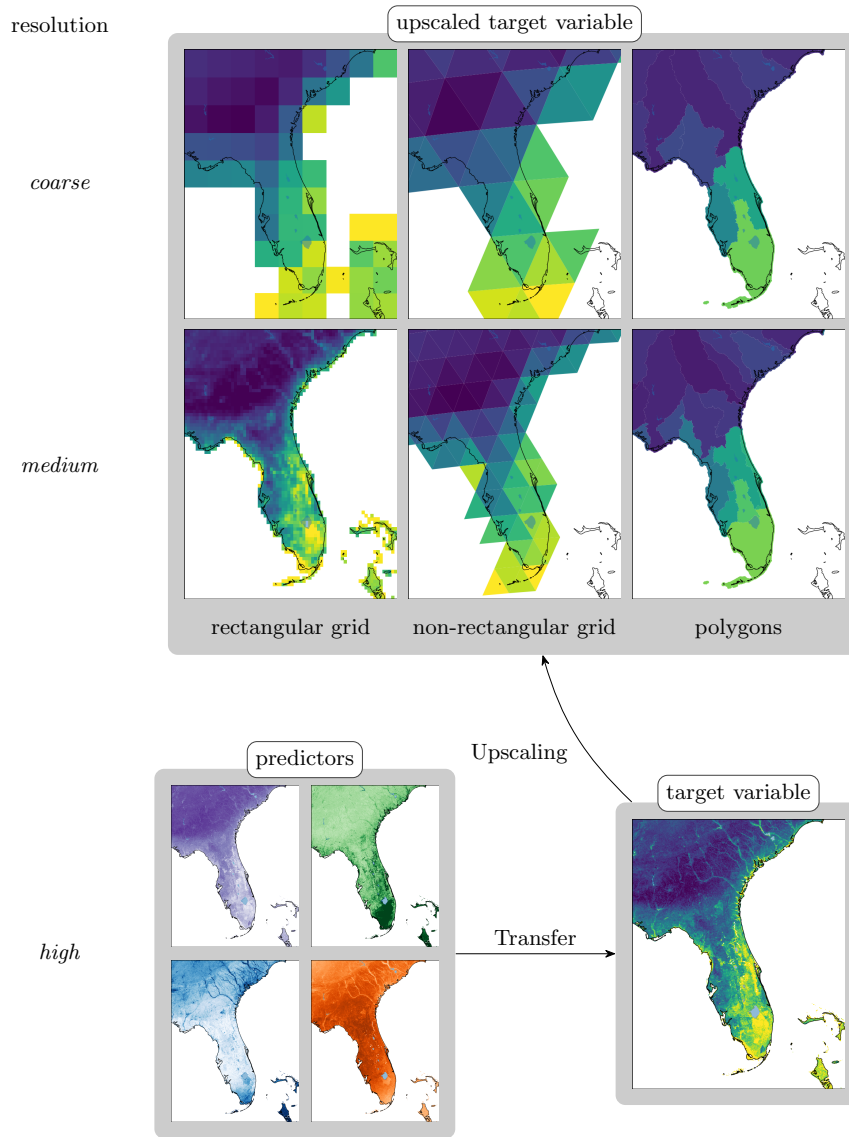 resolution
upscaled target variable
coarse
medium
rectangular grid
non-rectangular grid
polygons
Upscaling
predictors
target variable
high
Transfer